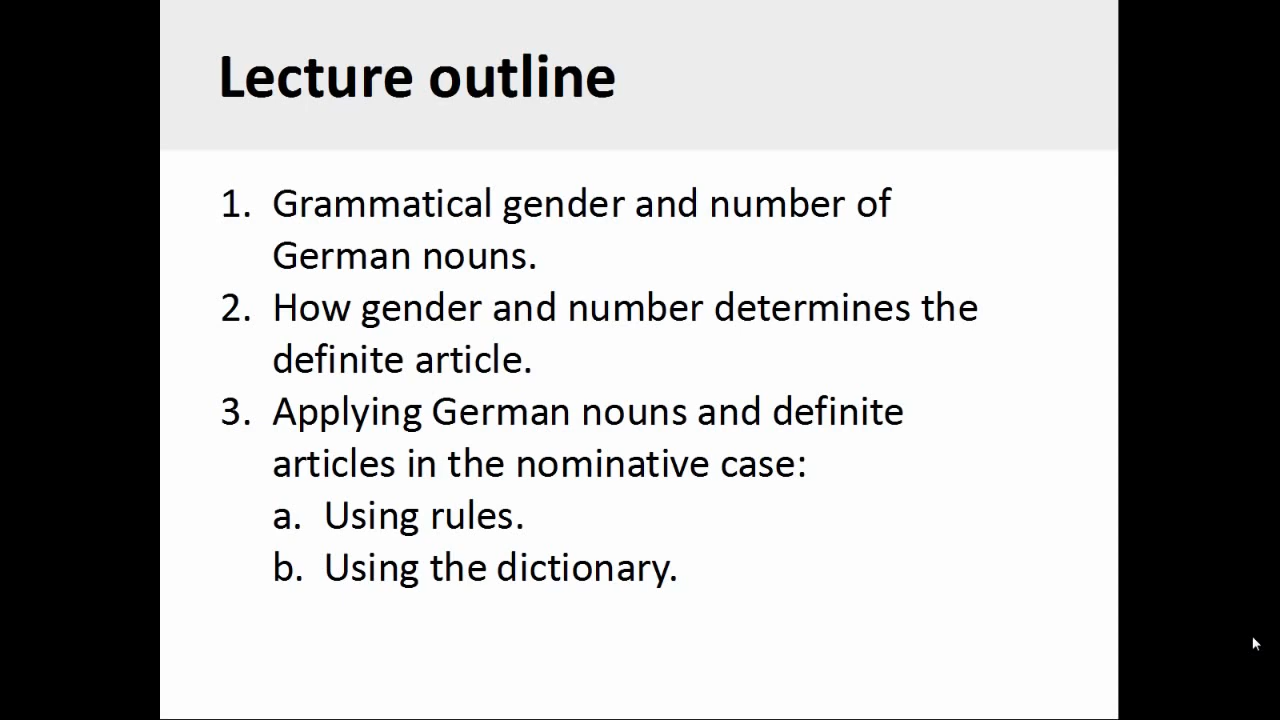 Lecture outline
1. Grammatical gender and number of
German nouns.
2. How gender and number determines the
definite article.
3. Applying German nouns and definite
articles in the nominative case:
a. Using rules.
b. Using the dictionary.